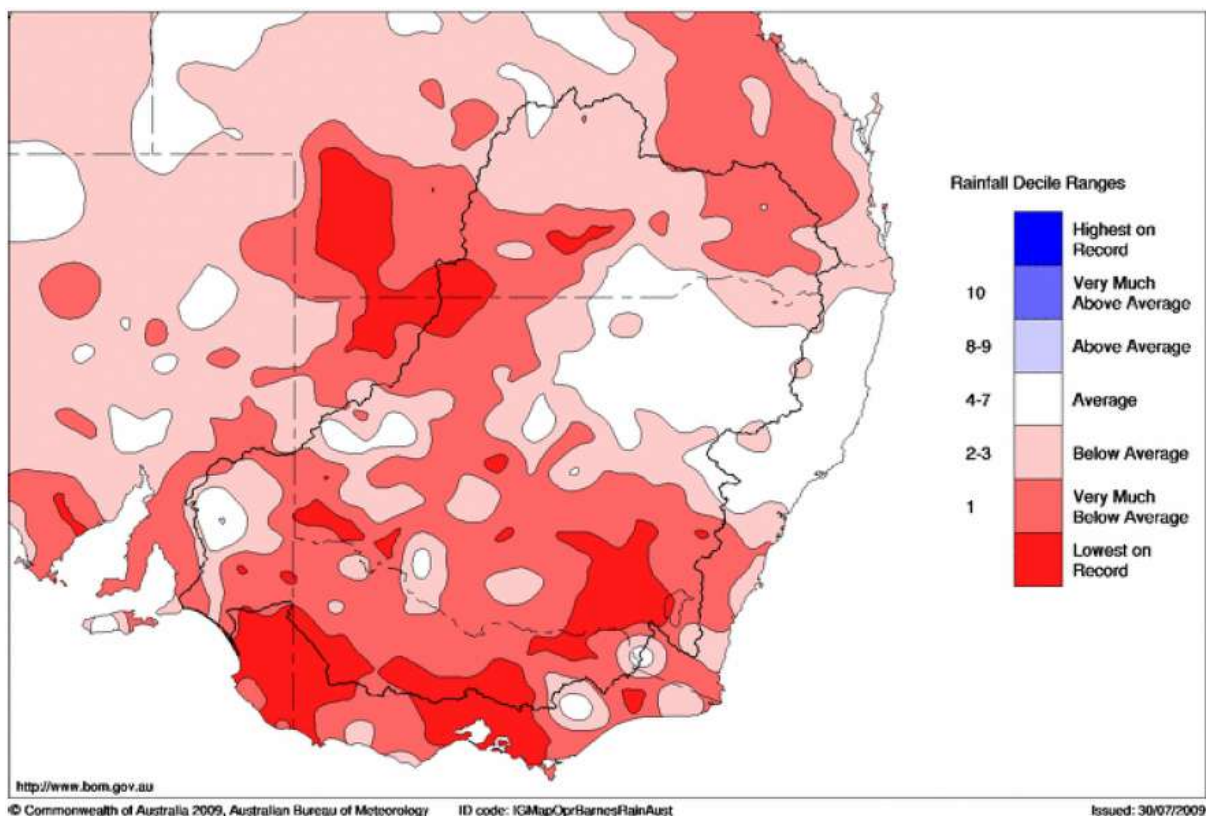 Rainfall Decile Ranges
Highest on
Record
10
Very Much
Above Average
8-9
Above Average
4-7
Average
2-3
Below Average
1
Very Much
Below Average
Lowest on
Record
http://www.bom.gov.au
© Commonwealth of Australia 2009, Australian Bureau of Meteorology ID code: IGMapOprBarnesRainAust Issued: 30/07/2009